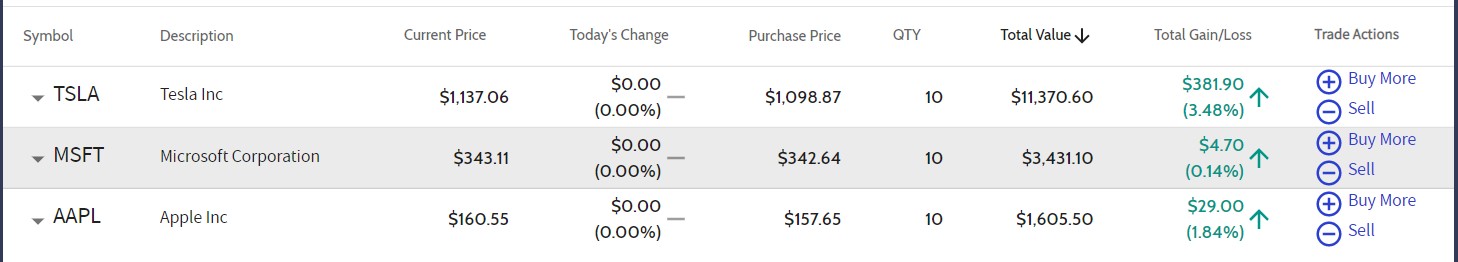 Symbol Description Current Price Today's Change Purchase Price QTY Total Value Total Gain/Loss Trade Actions
TSLA Tesla Inc $1,137.06 $0.00 (0.00%) $1,098.87 10 $11,370.60 $381.90 (3.48%) Buy More Sell
MSFT Microsoft Corporation $343.11 $0.00 (0.00%) $342.64 10 $3,431.10 $4.70 (0.14%) Buy More Sell
AAPL Apple Inc $160.55 $0.00 (0.00%) $157.65 10 $1,605.50 $29.00 (1.84%) Buy More Sell